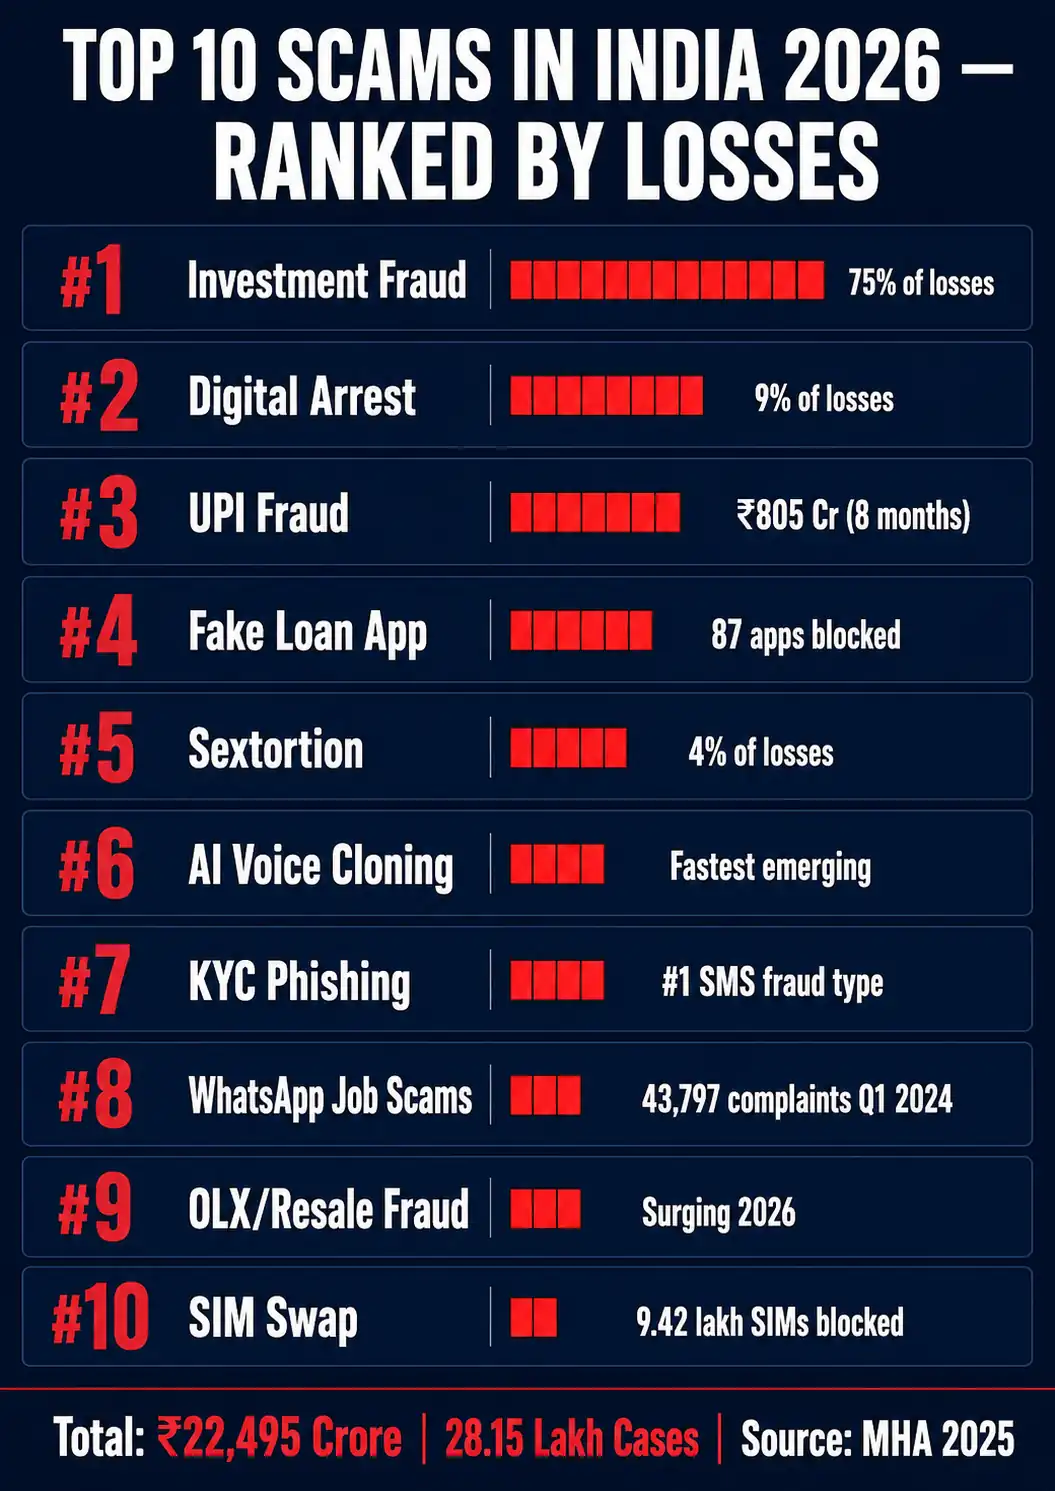 TOP 10 SCAMS IN INDIA 2026 —
RANKED BY LOSSES
#1 Investment Fraud 75% of losses
#2 Digital Arrest 9% of losses
#3 UPI Fraud ₹805 Cr (8 months)
#4 Fake Loan App 87 apps blocked
#5 Sextortion 4% of losses
#6 AI Voice Cloning Fastest emerging
#7 KYC Phishing #1 SMS fraud type
#8 WhatsApp Job Scams 43,797 complaints Q1 2024
#9 OLX/Resale Fraud Surging 2026
#10 SIM Swap 9.42 lakh SIMs blocked
Total: ₹22,495 Crore | 28.15 Lakh Cases | Source: MHA 2025